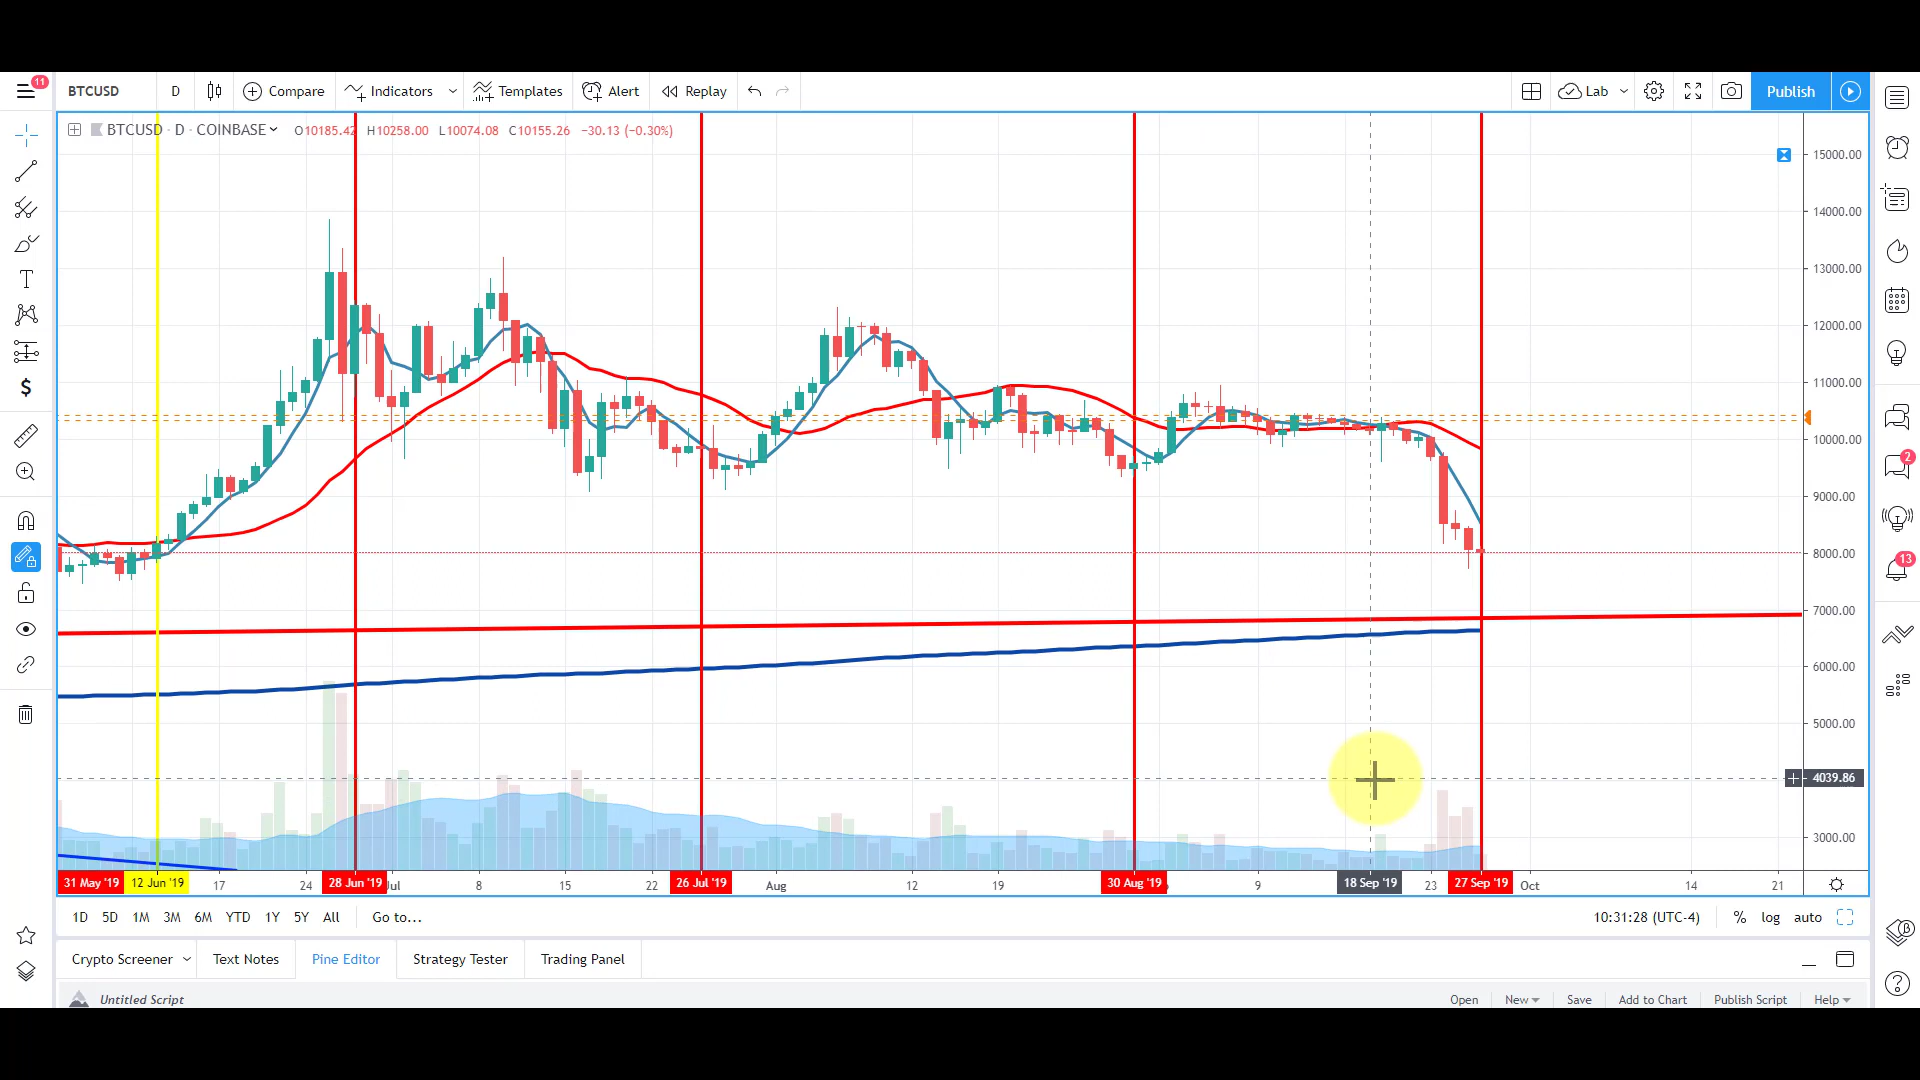 11 BTCUSD D Compare Indicators Templates Alert Replay Lab Publish
BTCUSD · D · COINBASE O10185.42 H10258.00 L10074.08 C10155.26 −30.13 (−0.30%)
15000.00
14000.00
13000.00
12000.00
11000.00
10000.00
9000.00
8000.00
7000.00
6000.00
5000.00
4039.86
3000.00
31 May '19 12 Jun '19 17 24 28 Jun '19 Jul 8 15 22 26 Jul '19 Aug 12 19 30 Aug '19 9 18 Sep '19 23 27 Sep '19 Oct 14 21
1D 5D 1M 3M 6M YTD 1Y 5Y All Go to... 10:31:28 (UTC-4) % log auto
Crypto Screener Text Notes Pine Editor Strategy Tester Trading Panel
Untitled Script Open New Save Add to Chart Publish Script Help
T
$
2
13
β
?